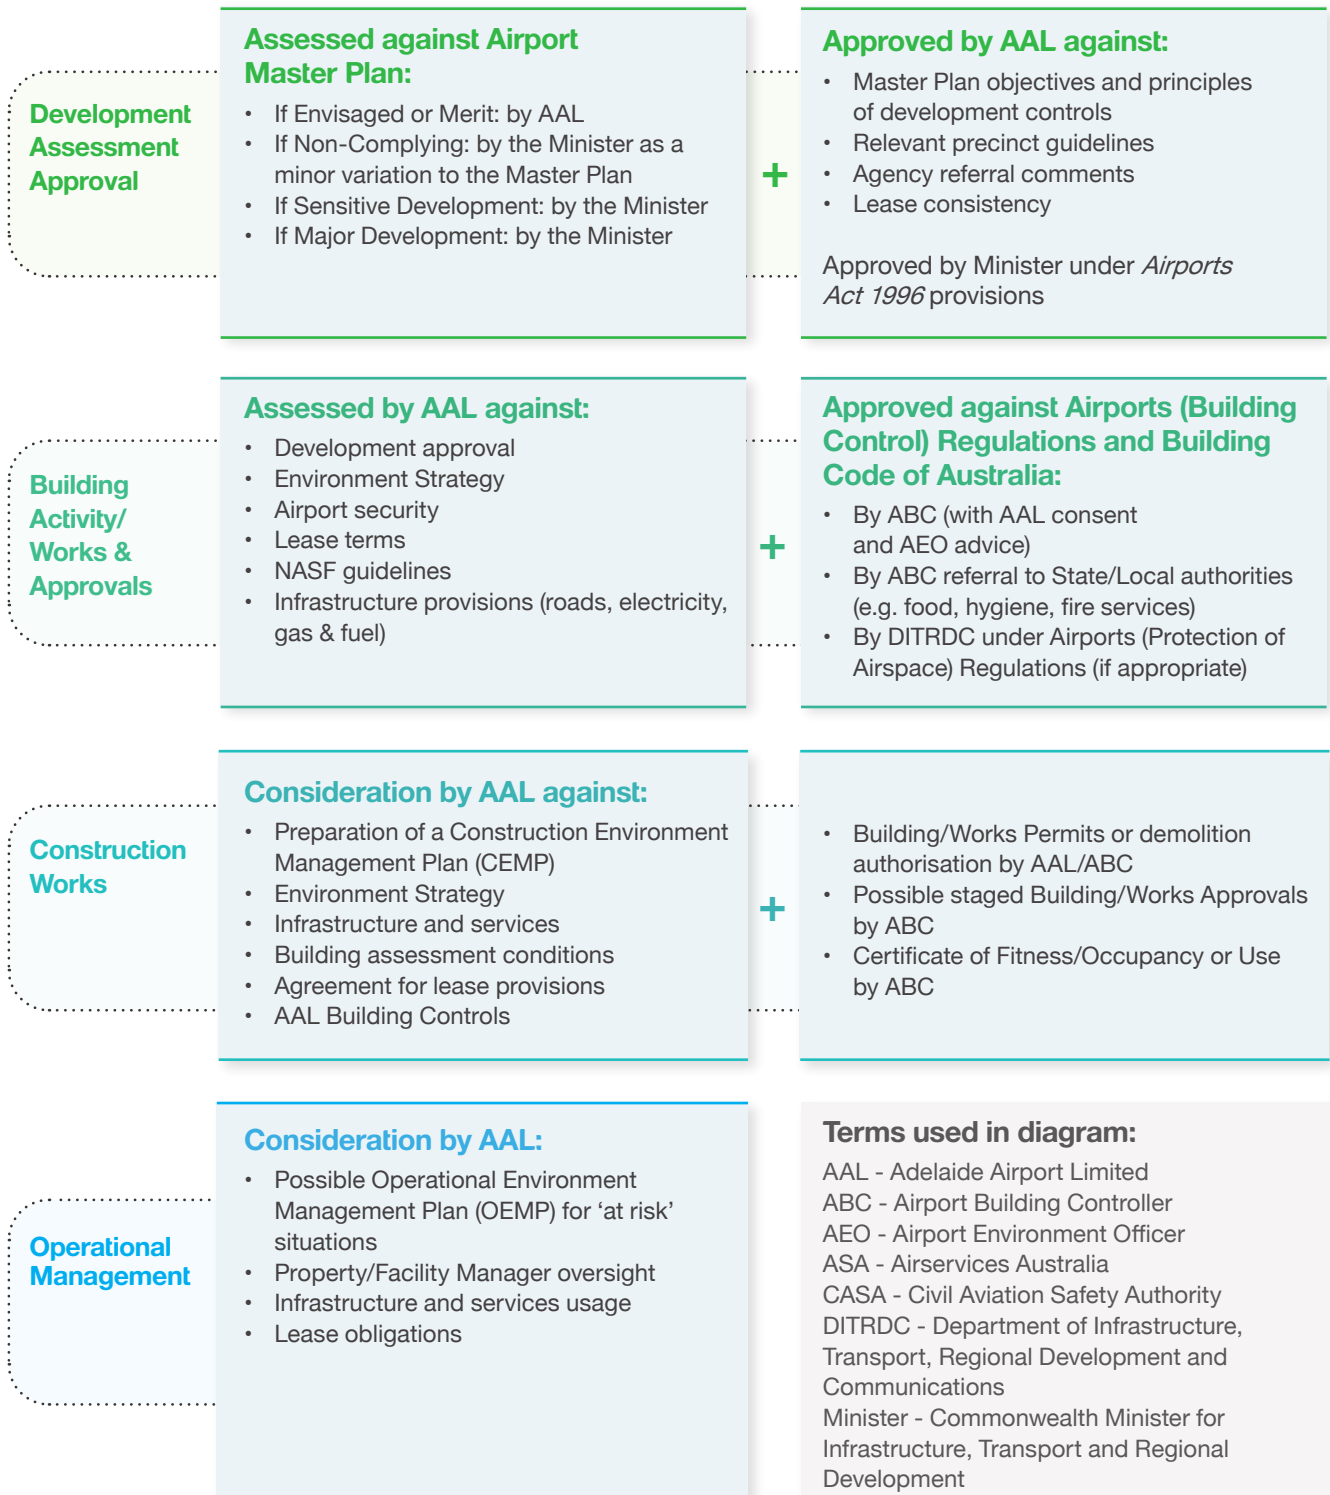 Development
Assessment
Approval
Assessed against Airport
Master Plan:
• If Envisaged or Merit: by AAL
• If Non-Complying: by the Minister as a
minor variation to the Master Plan
• If Sensitive Development: by the Minister
• If Major Development: by the Minister
+
Approved by AAL against:
• Master Plan objectives and principles
of development controls
• Relevant precinct guidelines
• Agency referral comments
• Lease consistency
Approved by Minister under Airports
Act 1996 provisions
Building
Activity/
Works &
Approvals
Assessed by AAL against:
• Development approval
• Environment Strategy
• Airport security
• Lease terms
• NASF guidelines
• Infrastructure provisions (roads, electricity,
gas & fuel)
+
Approved against Airports (Building
Control) Regulations and Building
Code of Australia:
• By ABC (with AAL consent
and AEO advice)
• By ABC referral to State/Local authorities
(e.g. food, hygiene, fire services)
• By DITRDC under Airports (Protection of
Airspace) Regulations (if appropriate)
Construction
Works
Consideration by AAL against:
• Preparation of a Construction Environment
Management Plan (CEMP)
• Environment Strategy
• Infrastructure and services
• Building assessment conditions
• Agreement for lease provisions
• AAL Building Controls
+
• Building/Works Permits or demolition
authorisation by AAL/ABC
• Possible staged Building/Works Approvals
by ABC
• Certificate of Fitness/Occupancy or Use
by ABC
Operational
Management
Consideration by AAL:
• Possible Operational Environment
Management Plan (OEMP) for ‘at risk’
situations
• Property/Facility Manager oversight
• Infrastructure and services usage
• Lease obligations
Terms used in diagram:
AAL - Adelaide Airport Limited
ABC - Airport Building Controller
AEO - Airport Environment Officer
ASA - Airservices Australia
CASA - Civil Aviation Safety Authority
DITRDC - Department of Infrastructure,
Transport, Regional Development and
Communications
Minister - Commonwealth Minister for
Infrastructure, Transport and Regional
Development